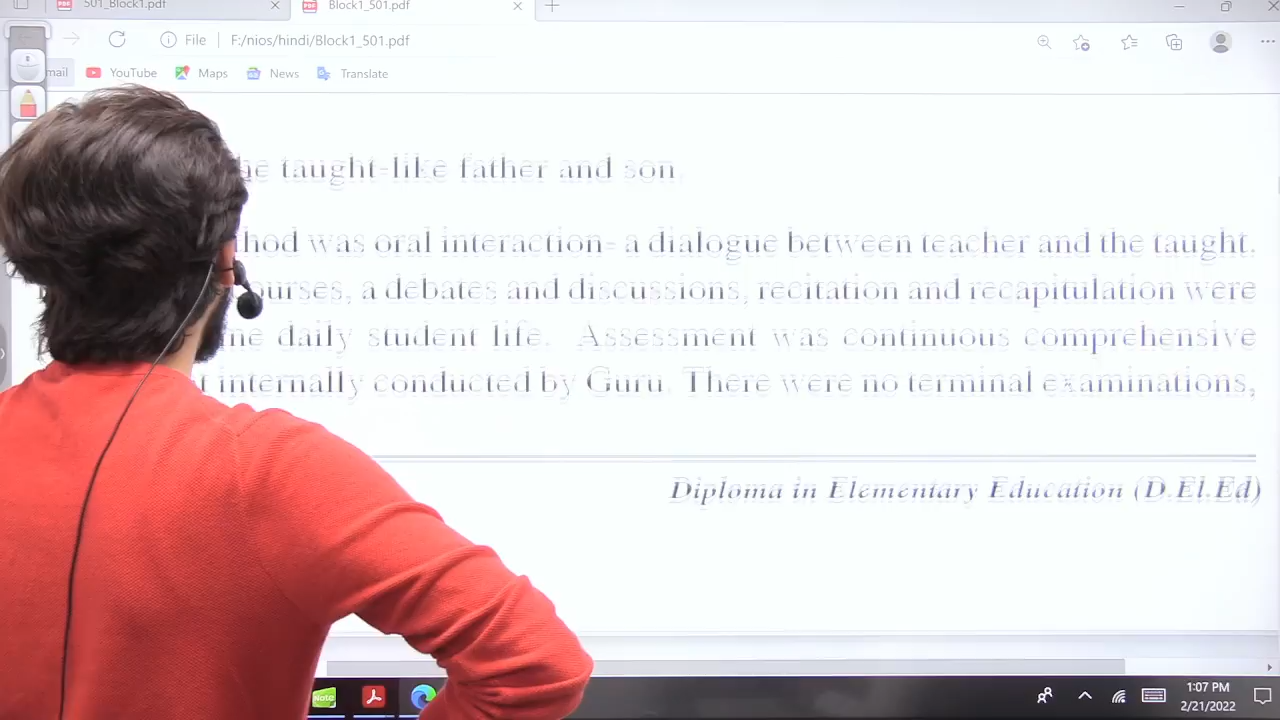 501_Block1.pdf
Block1_501.pdf
File F:/nios/hindi/Block1_501.pdf
mail YouTube Maps News Translate
he taught-like father and son.
hod was oral interaction- a dialogue between teacher and the taught.
ourses, a debates and discussions, recitation and recapitulation were
ne daily student life. Assessment was continuous comprehensive
t internally conducted by Guru. There were no terminal examinations,
Diploma in Elementary Education (D.El.Ed)
Note
1:07 PM
2/21/2022